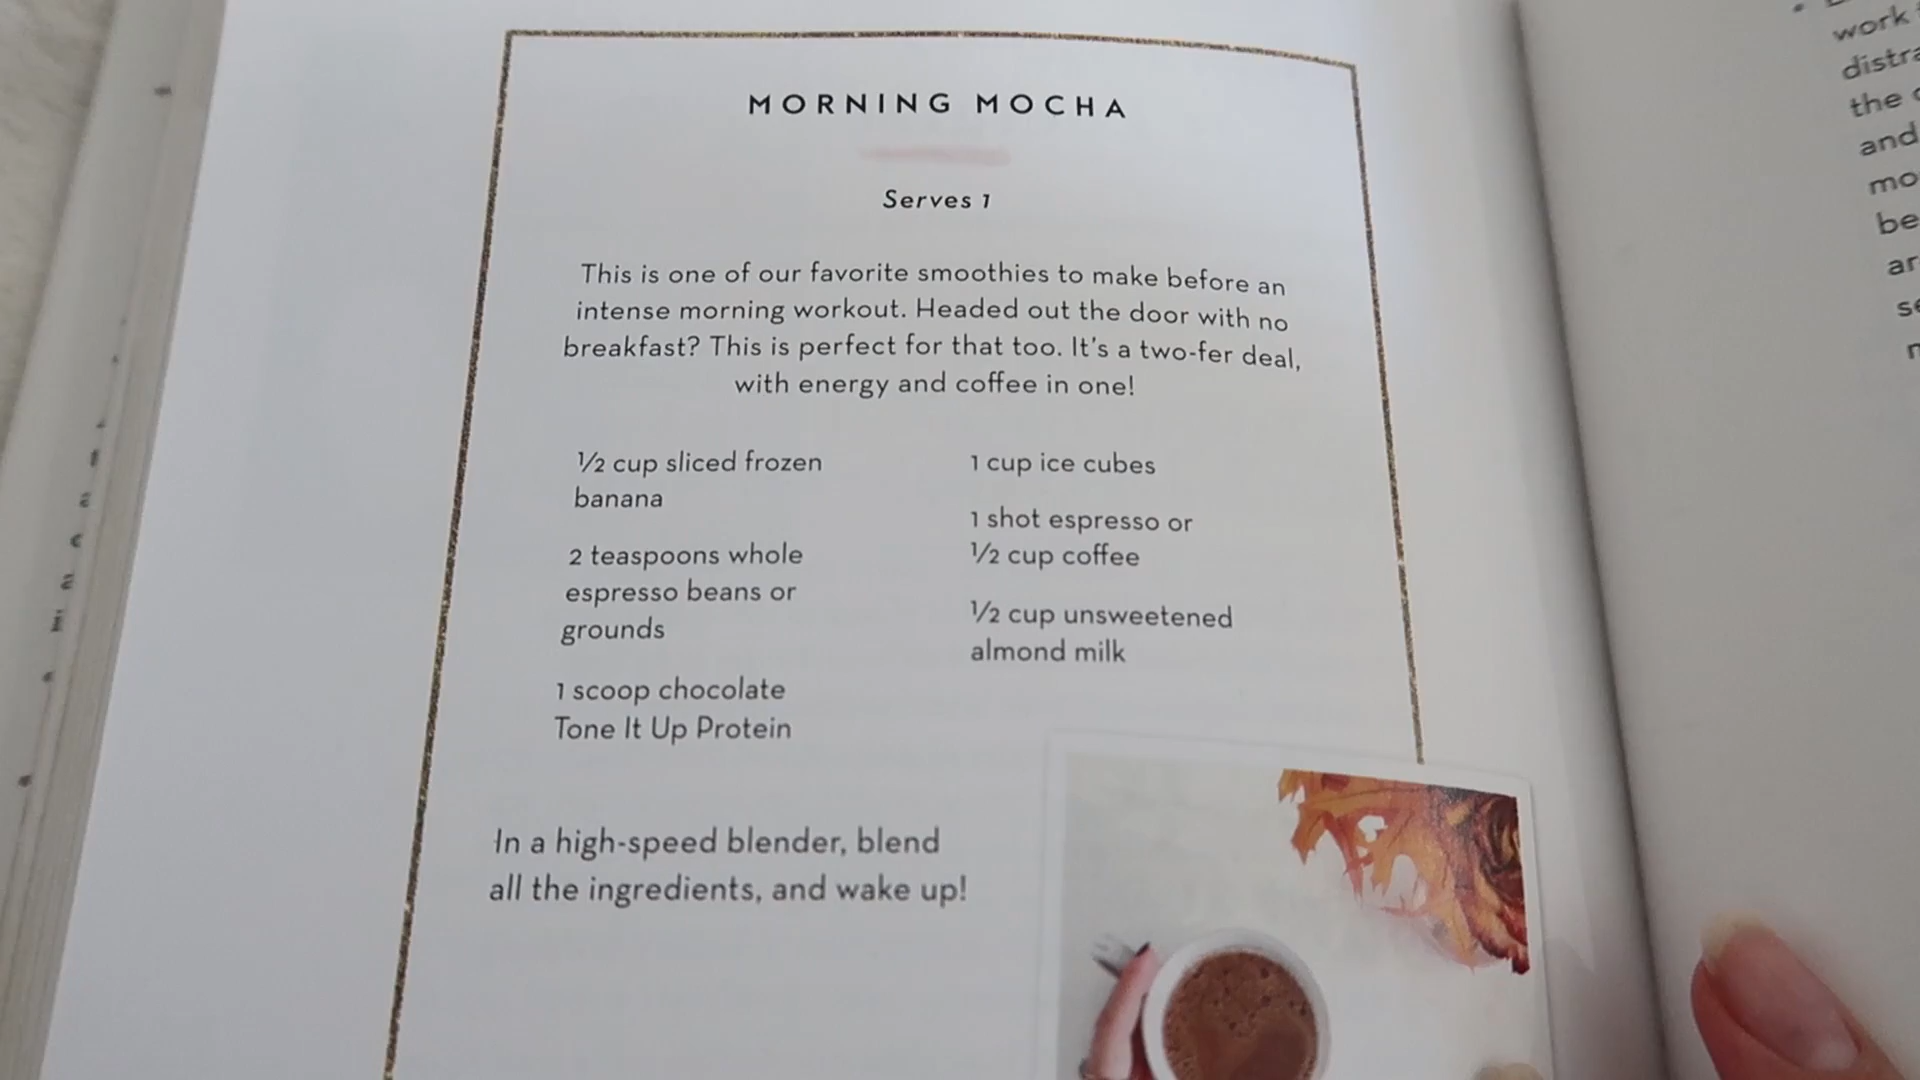 MORNING MOCHA
Serves 1
This is one of our favorite smoothies to make before an
intense morning workout. Headed out the door with no
breakfast? This is perfect for that too. It's a two-fer deal,
with energy and coffee in one!
½ cup sliced frozen
banana
2 teaspoons whole
espresso beans or
grounds
1 scoop chocolate
Tone It Up Protein
1 cup ice cubes
1 shot espresso or
½ cup coffee
½ cup unsweetened
almond milk
In a high-speed blender, blend
all the ingredients, and wake up!
work
the
and